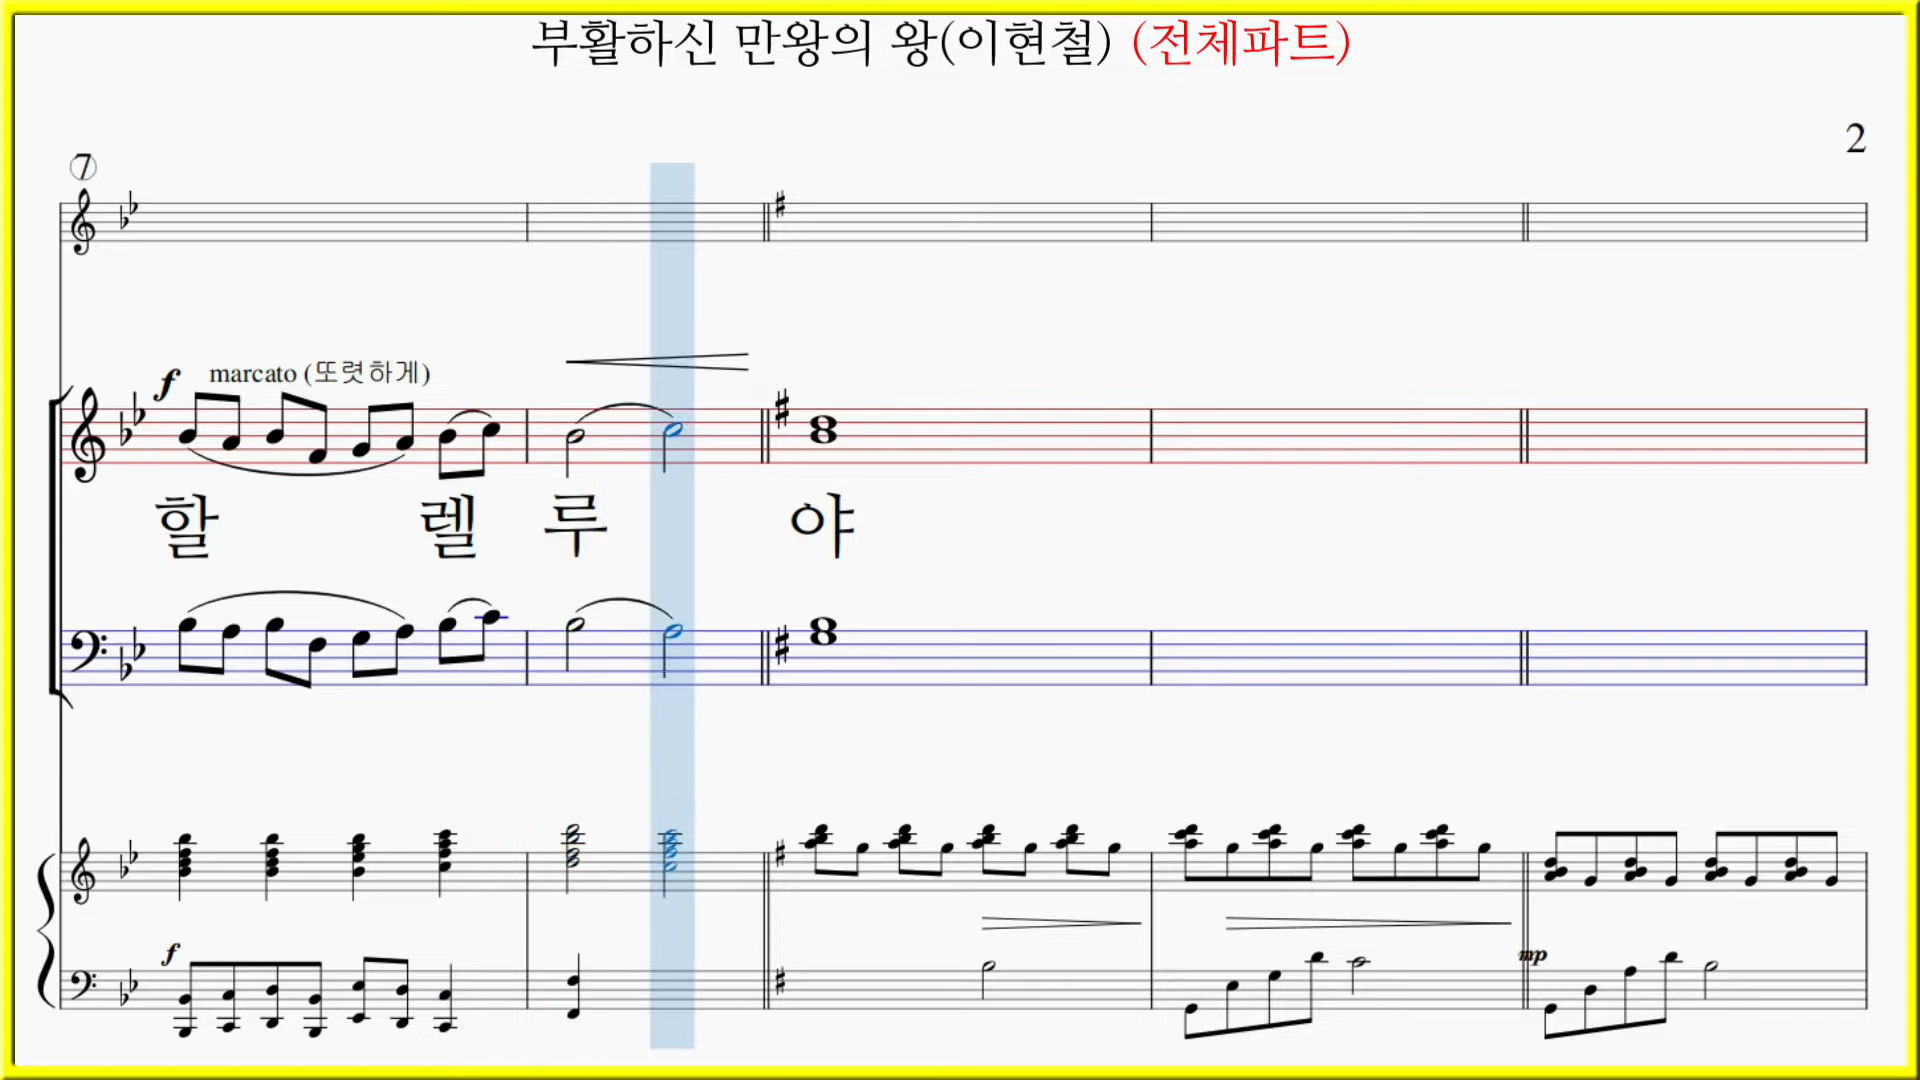 부활하신 만왕의 왕(이현철) (전체파트)
2
7
f marcato (또렷하게)
할 렐 루 야
f
mp